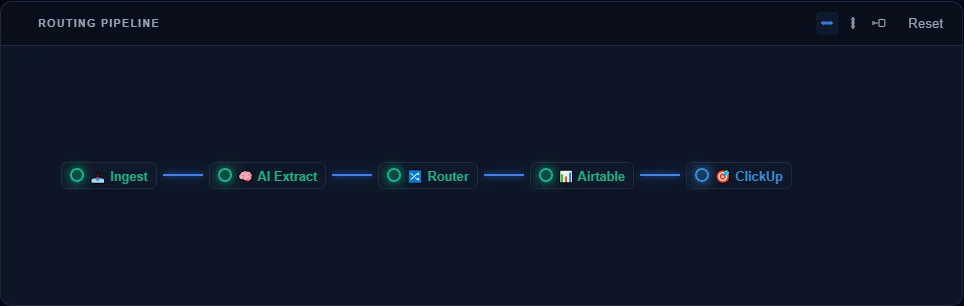 ROUTING PIPELINE
Reset
Ingest
AI Extract
Router
Airtable
ClickUp